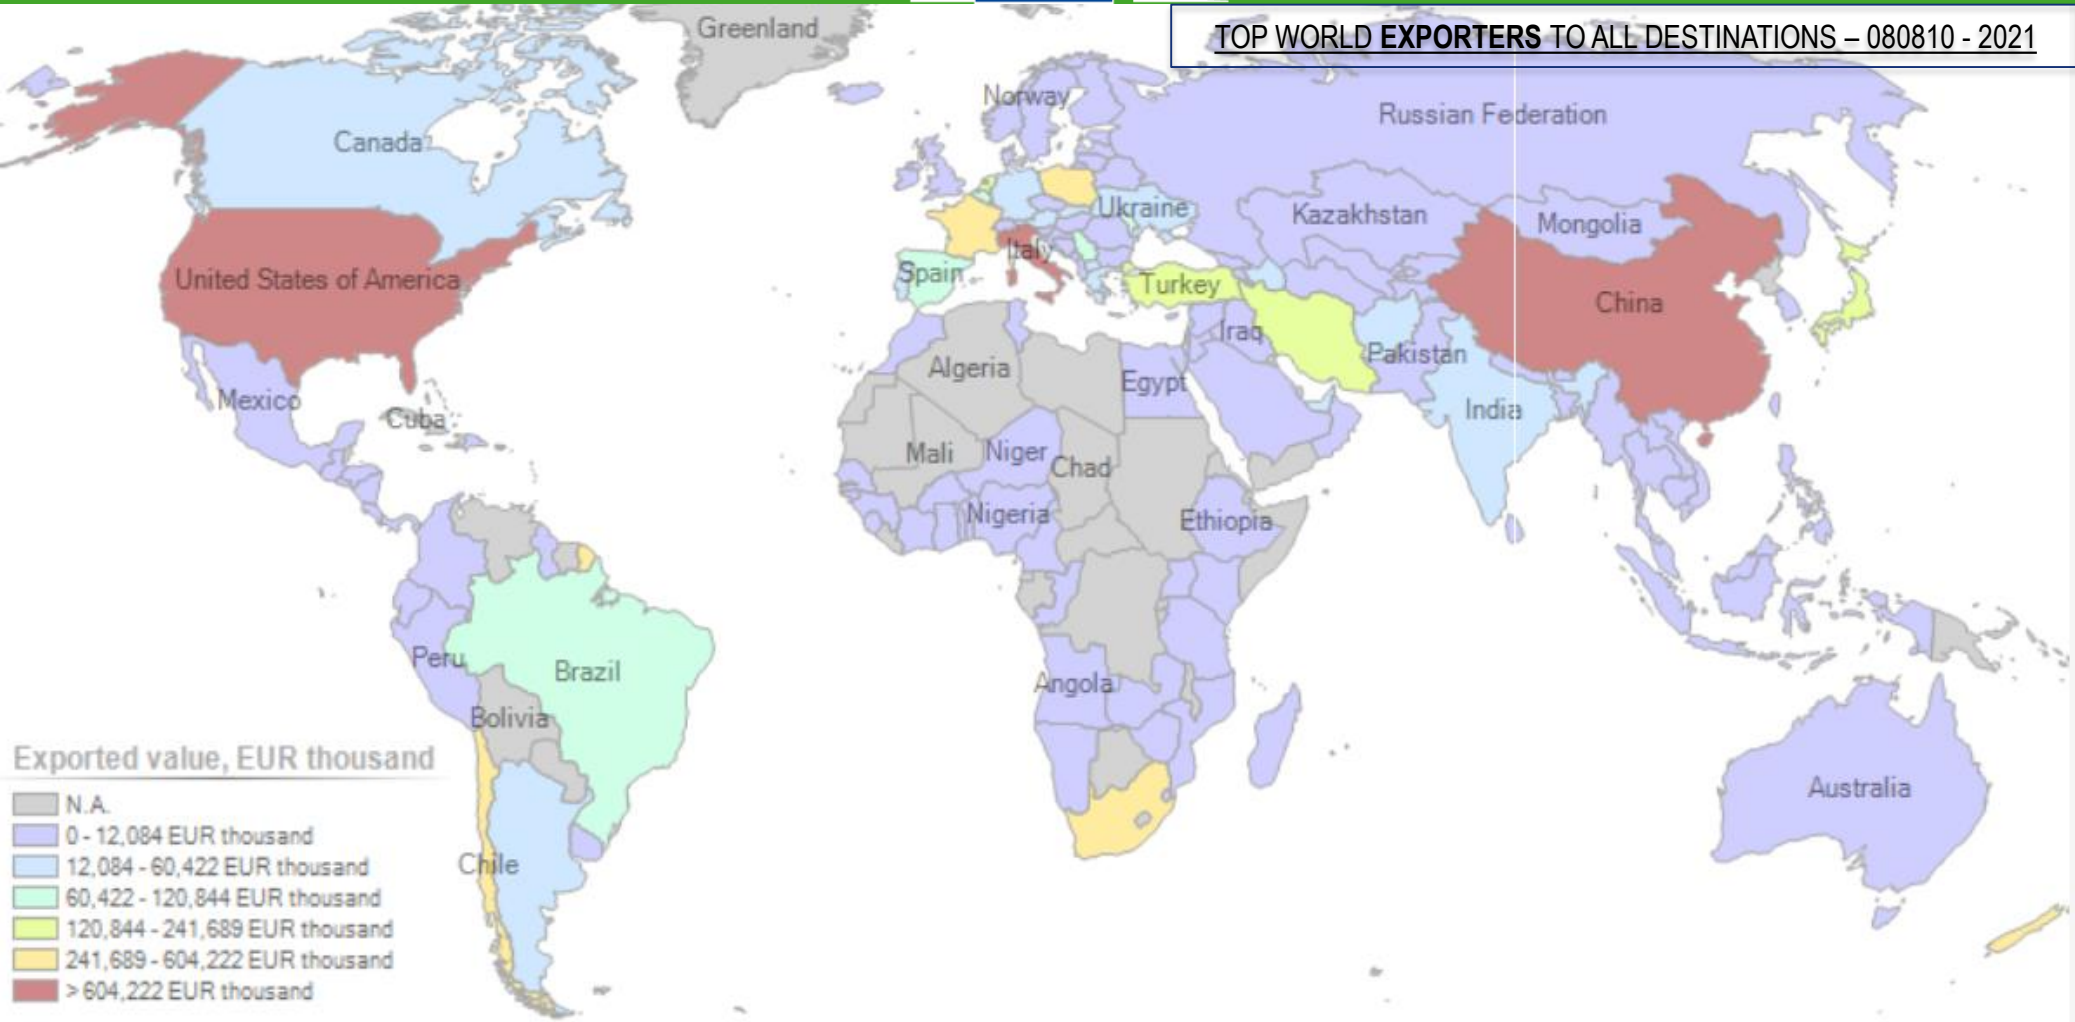 TOP WORLD EXPORTERS TO ALL DESTINATIONS – 080810 - 2021
Greenland
Norway
Russian Federation
Canada
Ukraine
Kazakhstan
Mongolia
Italy
Spain
Turkey
United States of America
China
Iraq
Pakistan
Algeria
Egypt
Mexico
Cuba
India
Mali
Niger
Chad
Nigeria
Ethiopia
Peru
Brazil
Angola
Bolivia
Australia
Chile
Exported value, EUR thousand
N.A.
0 - 12,084 EUR thousand
12,084 - 60,422 EUR thousand
60,422 - 120,844 EUR thousand
120,844 - 241,689 EUR thousand
241,689 - 604,222 EUR thousand
> 604,222 EUR thousand